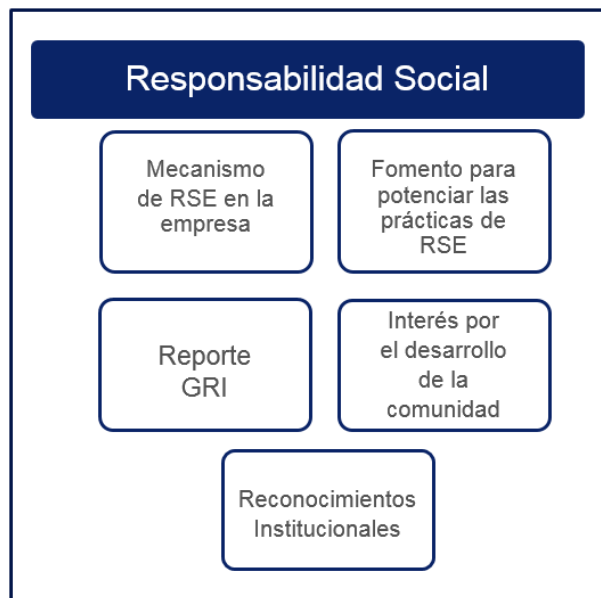 Responsabilidad Social
Mecanismo
de RSE en la
empresa
Fomento para
potenciar las
prácticas de
RSE
Reporte
GRI
Interés por
el desarrollo
de la
comunidad
Reconocimientos
Institucionales